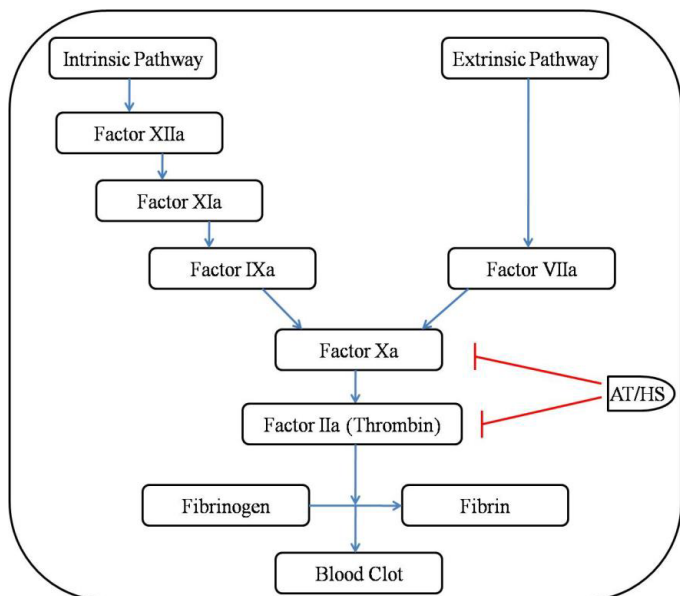 Intrinsic Pathway
Extrinsic Pathway
Factor XIIa
Factor XIa
Factor IXa
Factor VIIa
Factor Xa
AT/HS
Factor IIa (Thrombin)
Fibrinogen
Fibrin
Blood Clot